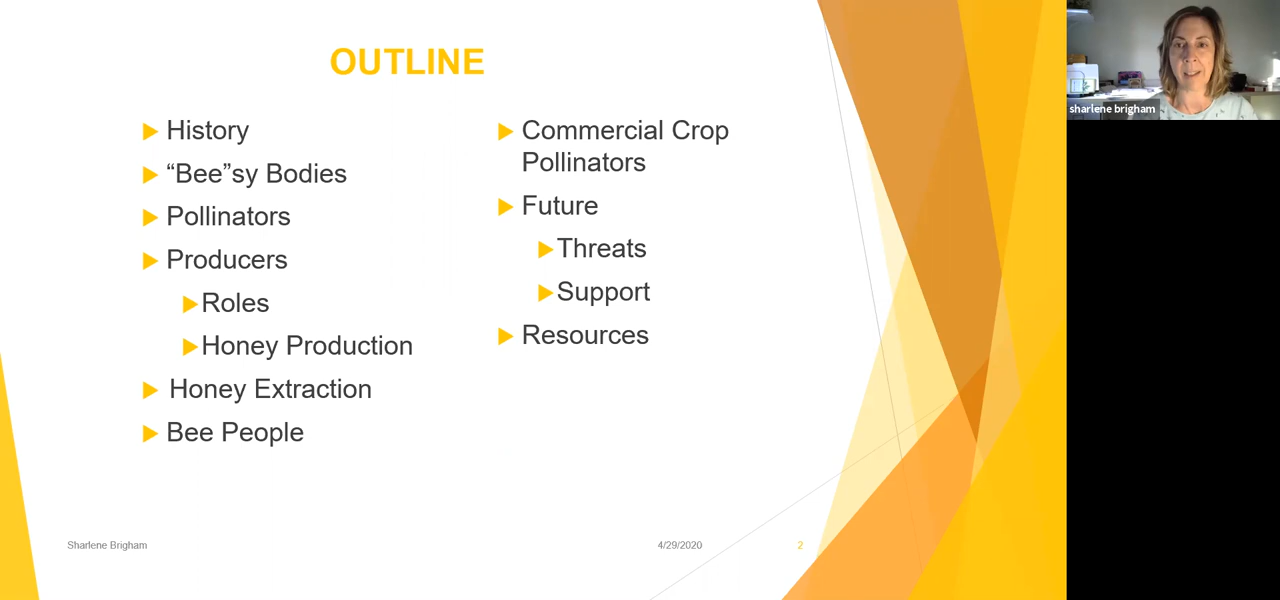 OUTLINE
History
“Bee”sy Bodies
Pollinators
Producers
Roles
Honey Production
Honey Extraction
Bee People
Commercial Crop
Pollinators
Future
Threats
Support
Resources
Sharlene Brigham
4/29/2020
2
sharlene brigham